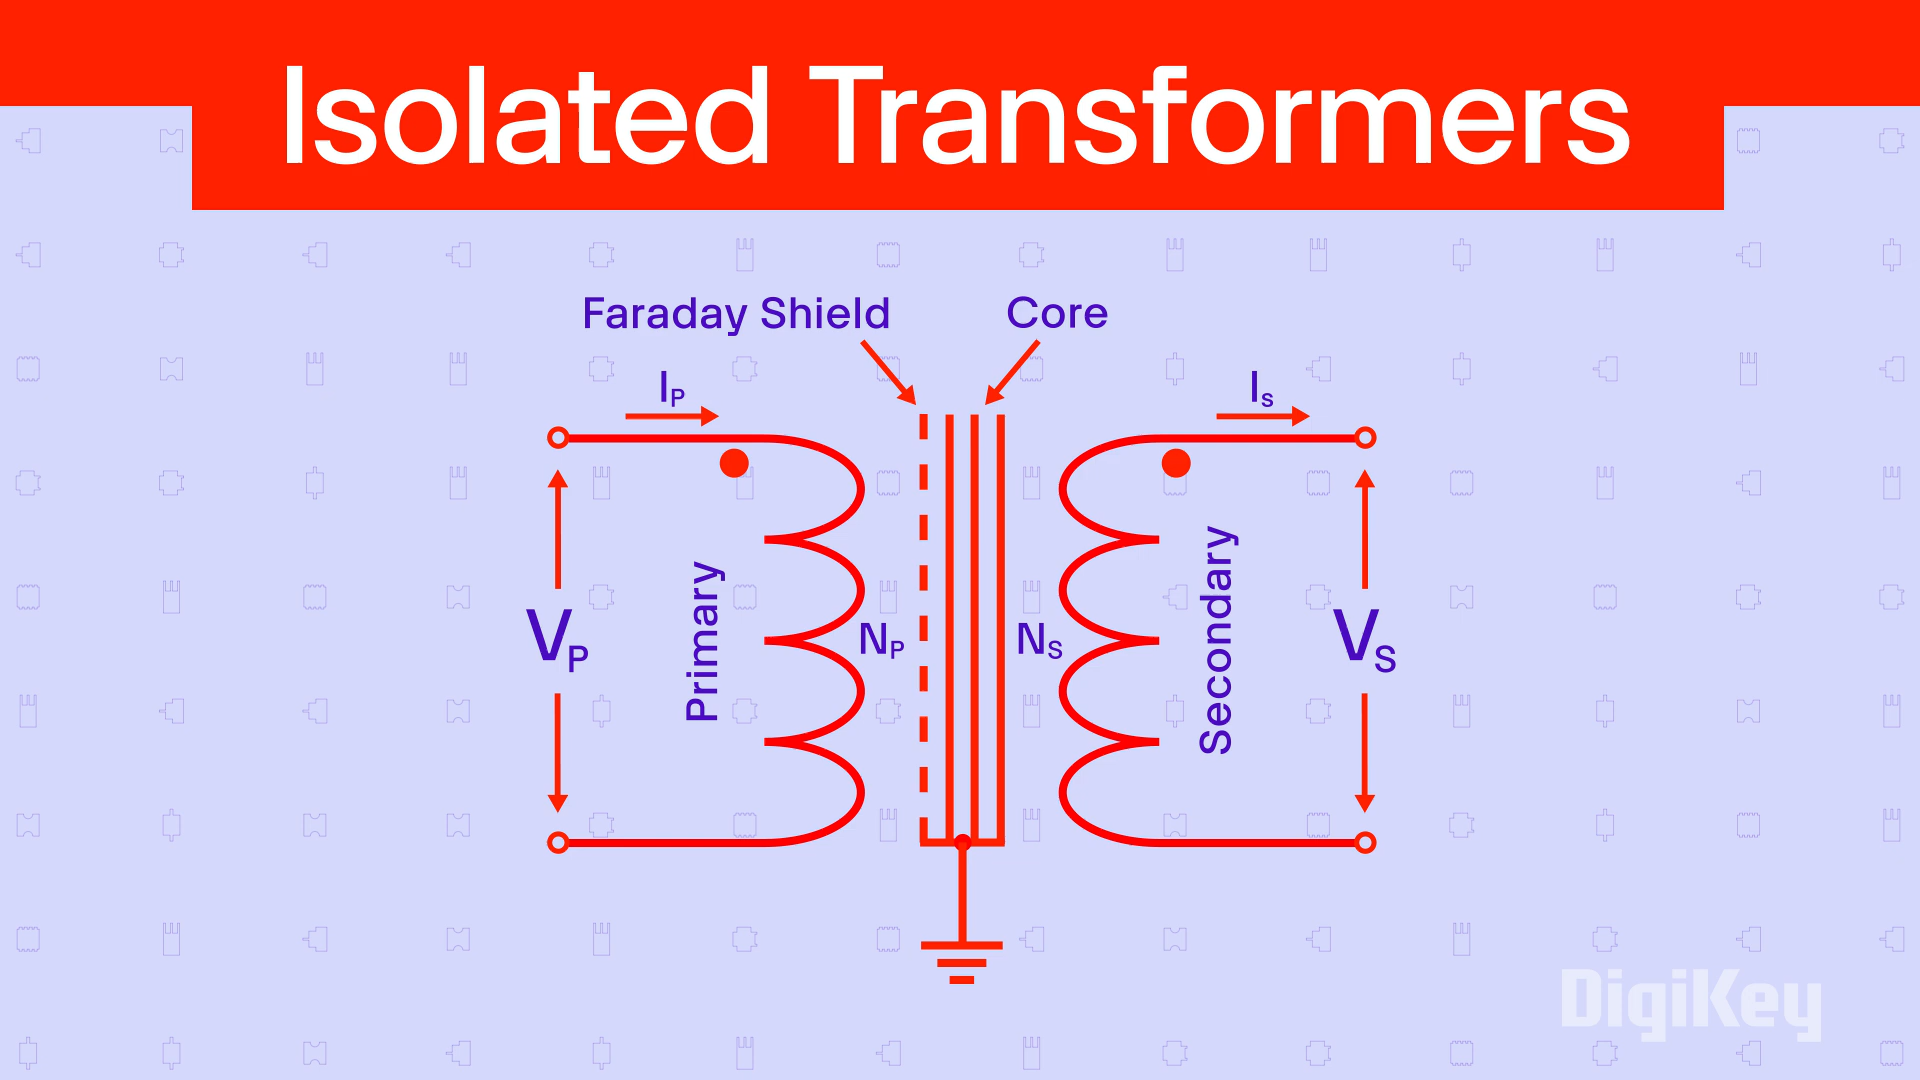 Isolated Transformers
Faraday Shield
Core
IP
Is
Primary
NP
NS
Secondary
VP
VS
DigiKey